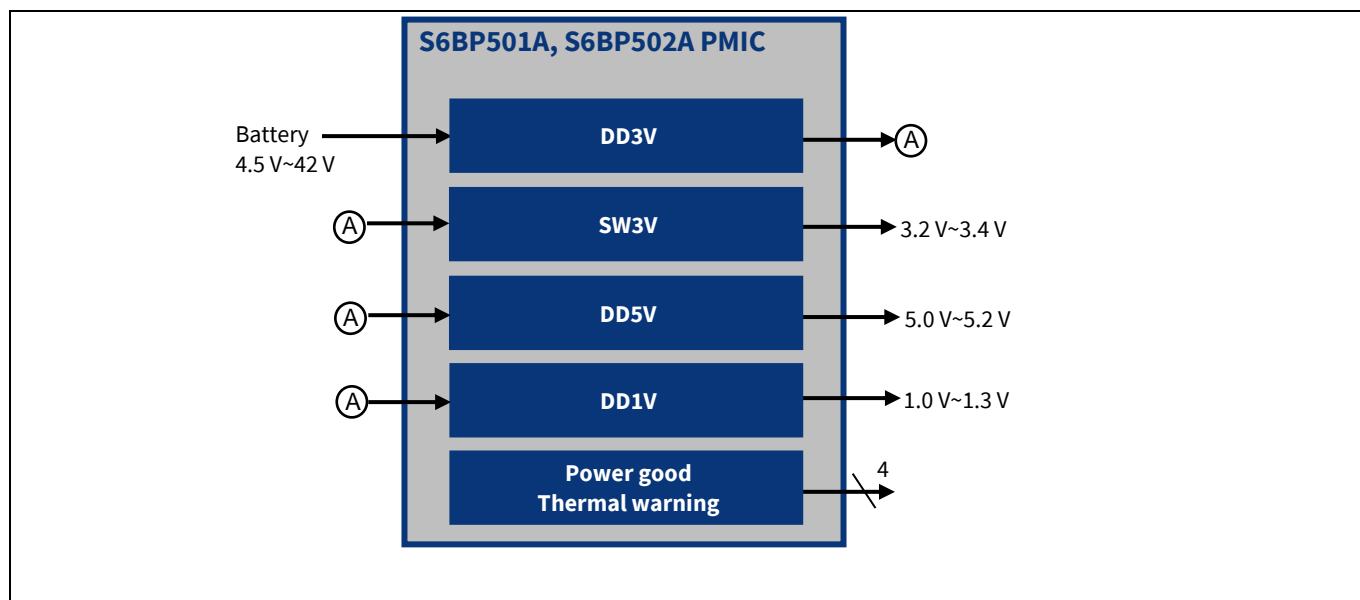 S6BP501A, S6BP502A PMIC
Battery
4.5 V~42 V
DD3V
A
A
SW3V
3.2 V~3.4 V
A
DD5V
5.0 V~5.2 V
A
DD1V
1.0 V~1.3 V
Power good
Thermal warning
4